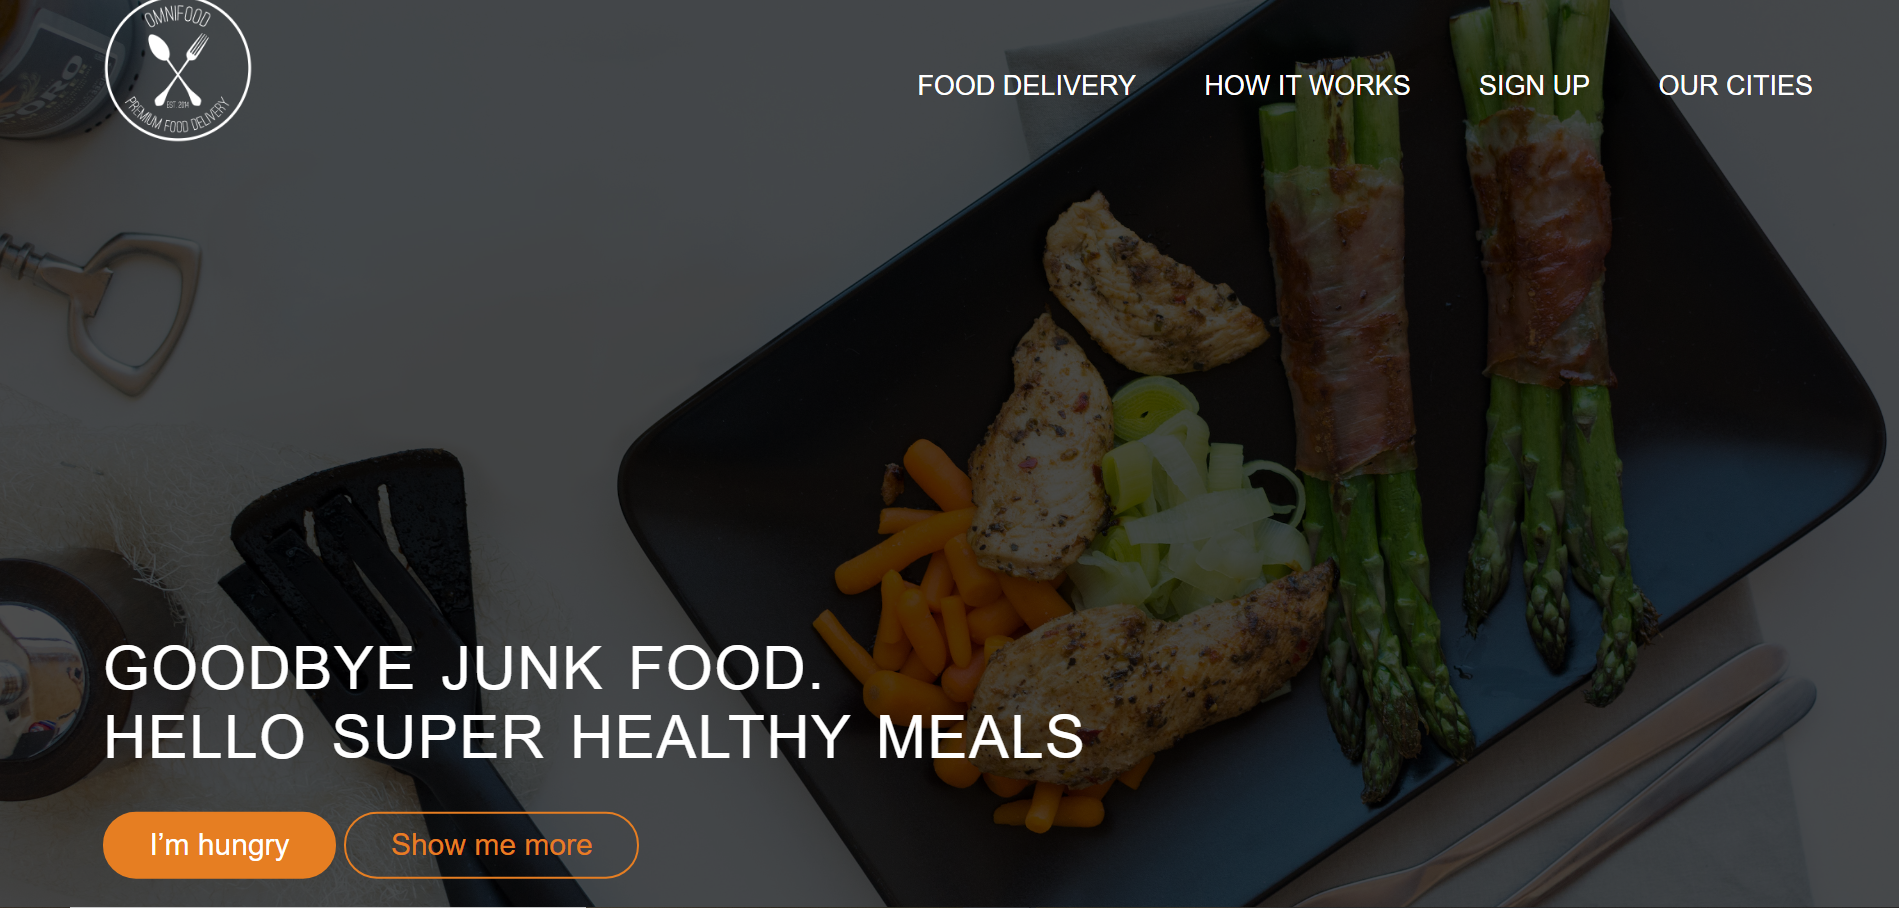 OMNIFOOD
EST. 2014
PREMIUM FOOD DELIVERY
FOOD DELIVERY
HOW IT WORKS
SIGN UP
OUR CITIES
GOODBYE JUNK FOOD.
HELLO SUPER HEALTHY MEALS
I’m hungry
Show me more